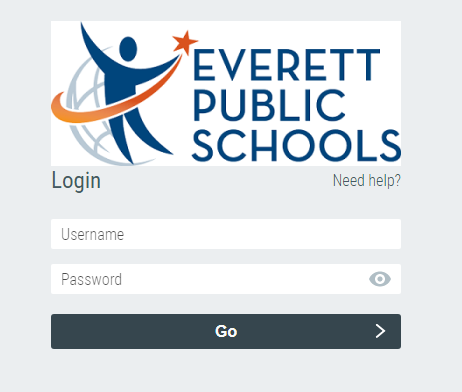 EVERETT
PUBLIC
SCHOOLS
Login
Need help?
Username
Password
Go